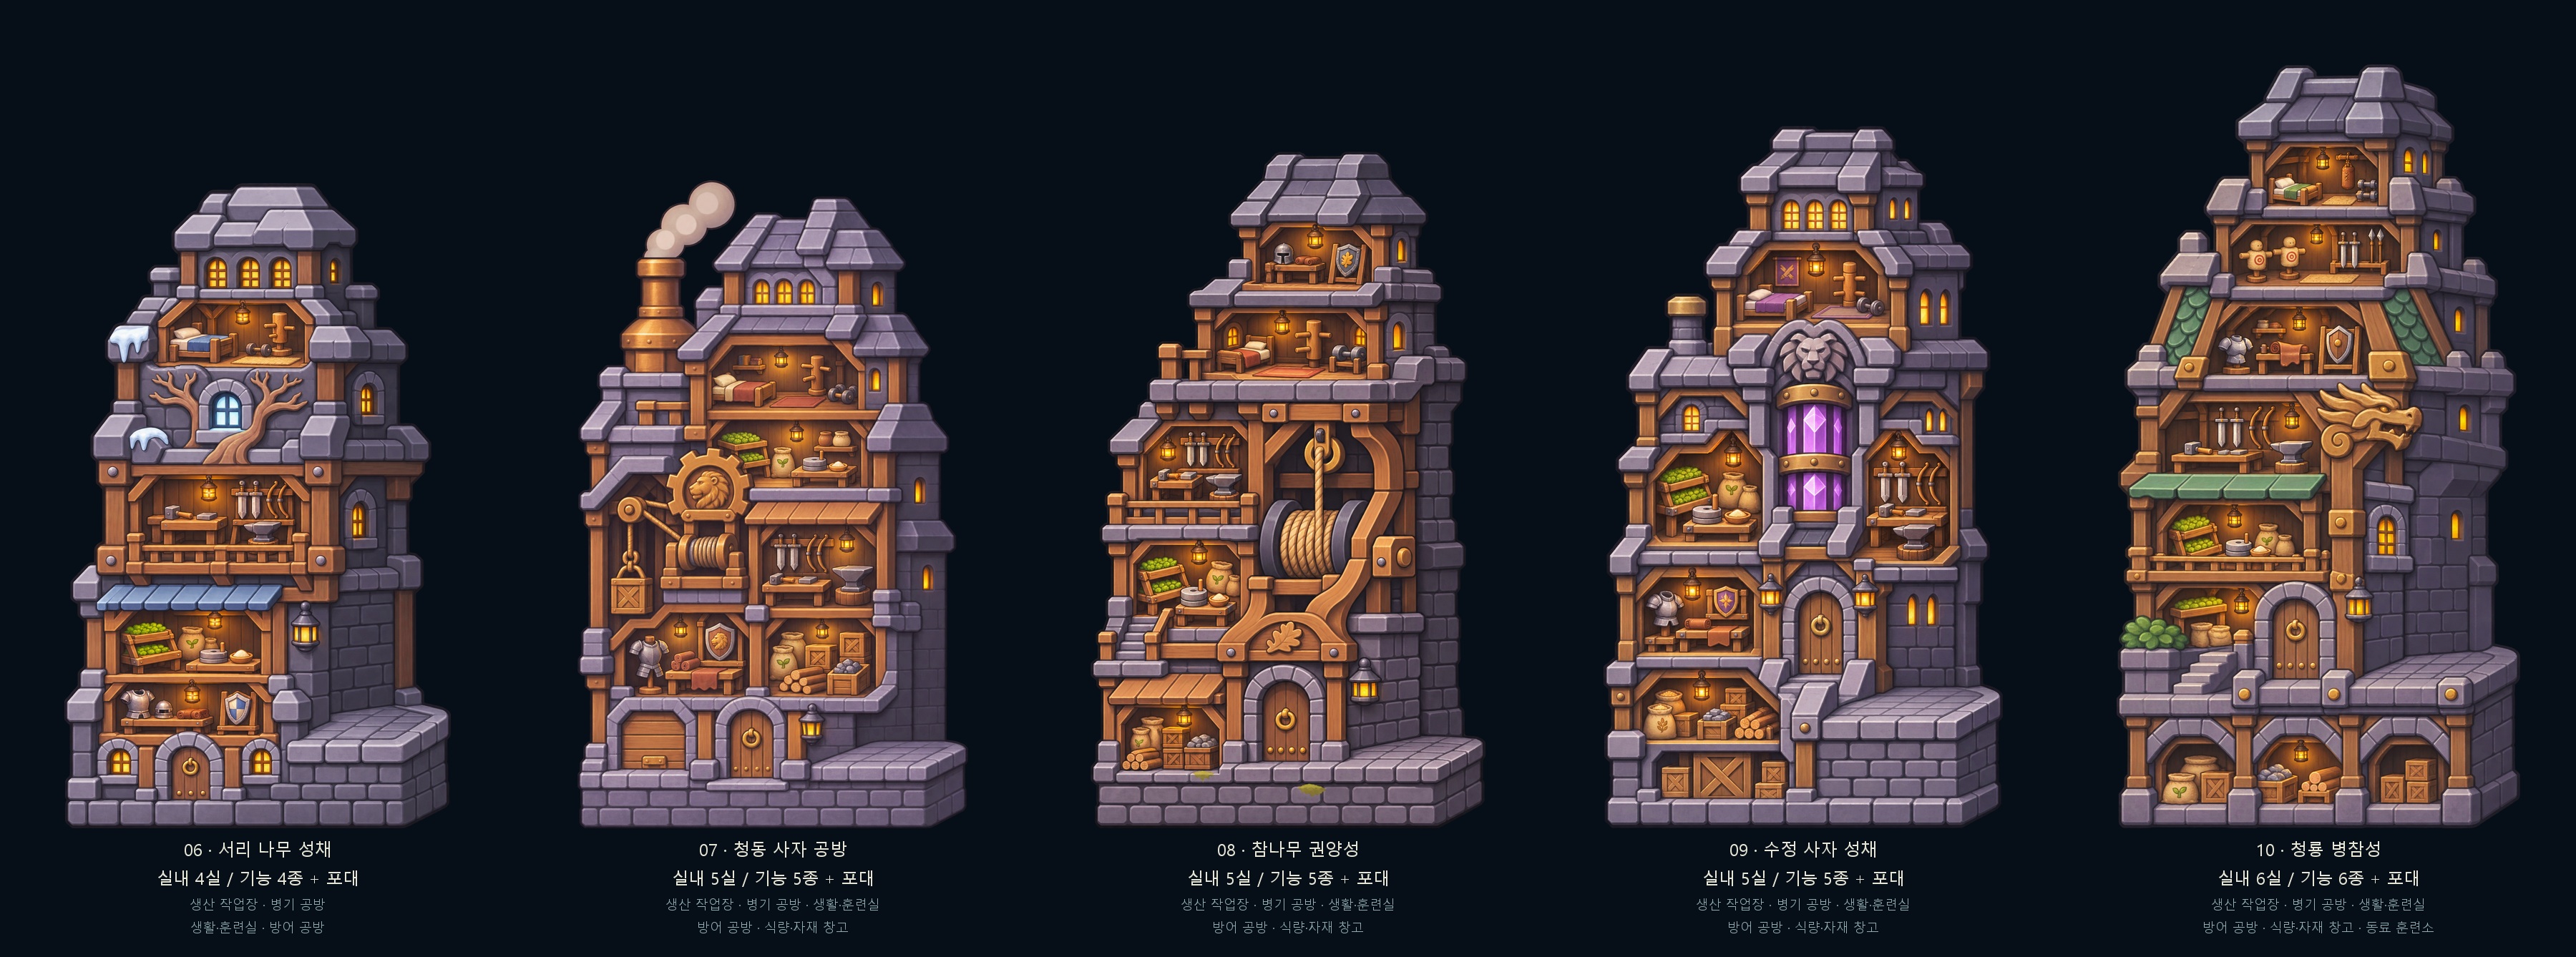 06 · 서리 나무 성채
실내 4실 / 기능 4종 + 포대
생산 작업장 · 병기 공방
생활·훈련실 · 방어 공방
07 · 청동 사자 공방
실내 5실 / 기능 5종 + 포대
생산 작업장 · 병기 공방 · 생활·훈련실
방어 공방 · 식량·자재 창고
08 · 참나무 권양성
실내 5실 / 기능 5종 + 포대
생산 작업장 · 병기 공방 · 생활·훈련실
방어 공방 · 식량·자재 창고
09 · 수정 사자 성채
실내 5실 / 기능 5종 + 포대
생산 작업장 · 병기 공방 · 생활·훈련실
방어 공방 · 식량·자재 창고
10 · 청룡 병참성
실내 6실 / 기능 6종 + 포대
생산 작업장 · 병기 공방 · 생활·훈련실
방어 공방 · 식량·자재 창고 · 동료 훈련소